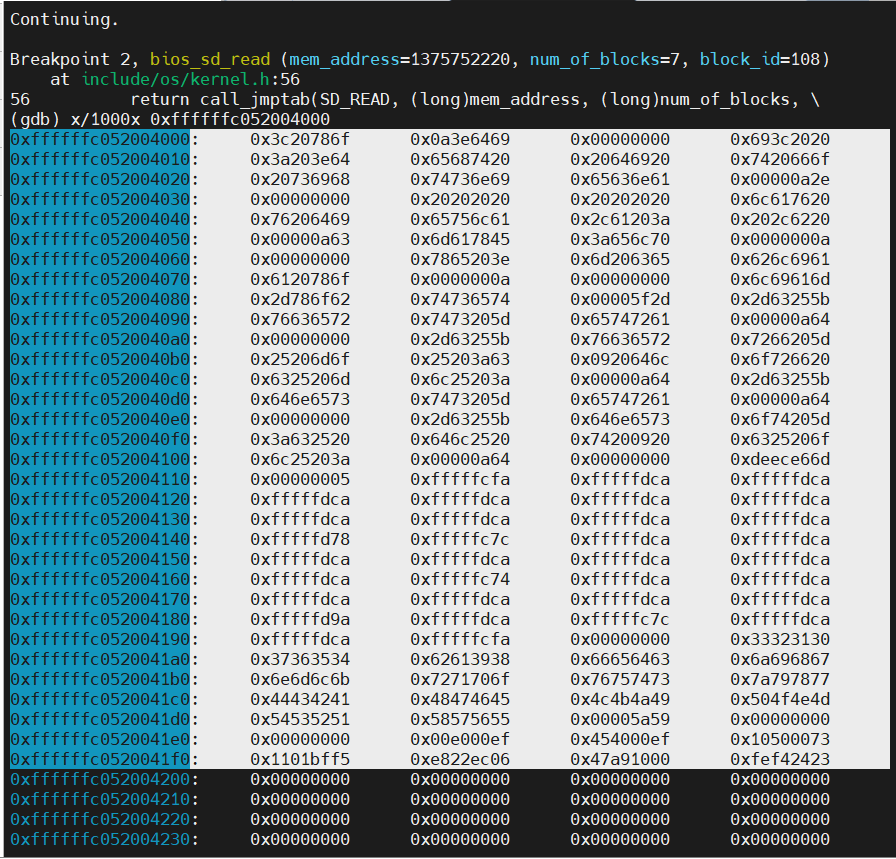 Continuing.
Breakpoint 2, bios_sd_read (mem_address=1375752220, num_of_blocks=7, block_id=108)
    at include/os/kernel.h:56
56          return call_jmptab(SD_READ, (long)mem_address, (long)num_of_blocks, \
(gdb) x/1000x 0xffffffc052004000
0xffffffc052004000:     0x3c20786f      0x0a3e6469      0x00000000      0x693c2020
0xffffffc052004010:     0x3a203e64      0x65687420      0x20646920      0x7420666f
0xffffffc052004020:     0x20736968      0x74736e69      0x65636e61      0x00000a2e
0xffffffc052004030:     0x00000000      0x20202020      0x20202020      0x6c617620
0xffffffc052004040:     0x76206469      0x65756c61      0x2c61203a      0x202c6220
0xffffffc052004050:     0x00000a63      0x6d617845      0x3a656c70      0x0000000a
0xffffffc052004060:     0x00000000      0x7865203e      0x6d206365      0x626c6961
0xffffffc052004070:     0x6120786f      0x0000000a      0x00000000      0x6c69616d
0xffffffc052004080:     0x2d786f62      0x74736574      0x00005f2d      0x2d63255b
0xffffffc052004090:     0x76636572      0x7473205d      0x65747261      0x00000a64
0xffffffc0520040a0:     0x00000000      0x2d63255b      0x76636572      0x7266205d
0xffffffc0520040b0:     0x25206d6f      0x25203a63      0x0920646c      0x6f726620
0xffffffc0520040c0:     0x6325206d      0x6c25203a      0x00000a64      0x2d63255b
0xffffffc0520040d0:     0x646e6573      0x7473205d      0x65747261      0x00000a64
0xffffffc0520040e0:     0x00000000      0x2d63255b      0x646e6573      0x6f74205d
0xffffffc0520040f0:     0x3a632520      0x646c2520      0x74200920      0x6325206f
0xffffffc052004100:     0x6c25203a      0x00000a64      0x00000000      0xdeece66d
0xffffffc052004110:     0x00000005      0xfffffcfa      0xfffffdca      0xfffffdca
0xffffffc052004120:     0xfffffdca      0xfffffdca      0xfffffdca      0xfffffdca
0xffffffc052004130:     0xfffffdca      0xfffffdca      0xfffffdca      0xfffffdca
0xffffffc052004140:     0xfffffd78      0xfffffc7c      0xfffffdca      0xfffffdca
0xffffffc052004150:     0xfffffdca      0xfffffdca      0xfffffdca      0xfffffdca
0xffffffc052004160:     0xfffffdca      0xfffffc74      0xfffffdca      0xfffffdca
0xffffffc052004170:     0xfffffdca      0xfffffdca      0xfffffdca      0xfffffdca
0xffffffc052004180:     0xfffffd9a      0xfffffdca      0xfffffc7c      0xfffffdca
0xffffffc052004190:     0xfffffdca      0xfffffcfa      0x00000000      0x33323130
0xffffffc0520041a0:     0x37363534      0x62613938      0x66656463      0x6a696867
0xffffffc0520041b0:     0x6e6d6c6b      0x7271706f      0x76757473      0x7a797877
0xffffffc0520041c0:     0x44434241      0x48474645      0x4c4b4a49      0x504f4e4d
0xffffffc0520041d0:     0x54535251      0x58575655      0x00005a59      0x00000000
0xffffffc0520041e0:     0x00000000      0x00e000ef      0x454000ef      0x10500073
0xffffffc0520041f0:     0x1101bff5      0xe822ec06      0x47a91000      0xfef42423
0xffffffc052004200:     0x00000000      0x00000000      0x00000000      0x00000000
0xffffffc052004210:     0x00000000      0x00000000      0x00000000      0x00000000
0xffffffc052004220:     0x00000000      0x00000000      0x00000000      0x00000000
0xffffffc052004230:     0x00000000      0x00000000      0x00000000      0x00000000